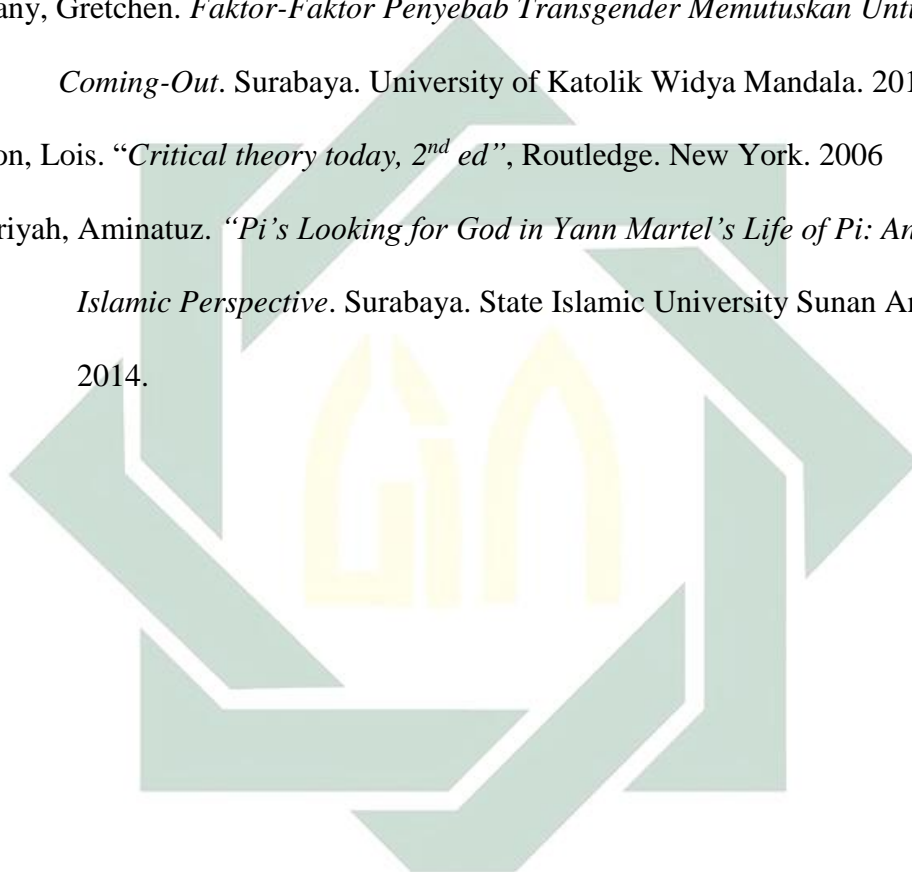 any, Gretchen. Faktor-Faktor Penyebab Transgender Memutuskan Untu
Coming-Out. Surabaya. University of Katolik Widya Mandala. 201
on, Lois. “Critical theory today, 2nd ed”, Routledge. New York. 2006
riyah, Aminatuz. “Pi’s Looking for God in Yann Martel’s Life of Pi: An
Islamic Perspective. Surabaya. State Islamic University Sunan A
2014.